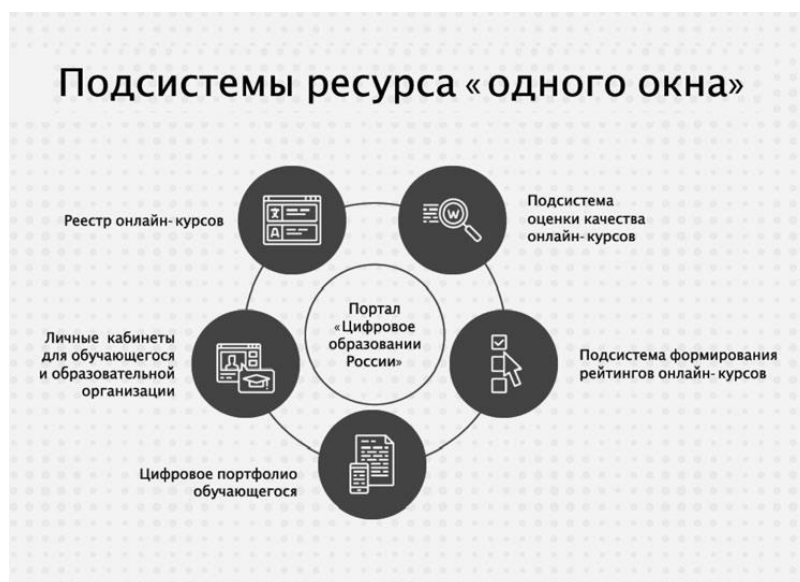 Подсистемы ресурса «одного окна»
Реестр онлайн-курсов
Подсистема
оценки качества
онлайн-курсов
Портал
«Цифровое
образовании
России»
Личные кабинеты
для обучающегося
и образовательной
организации
Подсистема формирования
рейтингов онлайн-курсов
Цифровое портфолио
обучающегося